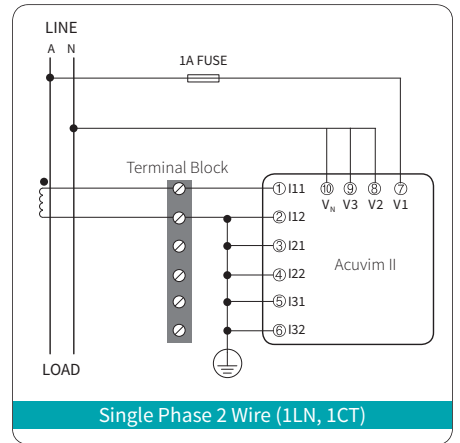 LINE
A N
1A FUSE
Terminal Block
① I11
② I12
③ I21
④ I22
⑤ I31
⑥ I32
⑩ ⑨ ⑧ ⑦
VN V3 V2 V1
Acuvim II
LOAD
Single Phase 2 Wire (1LN, 1CT)